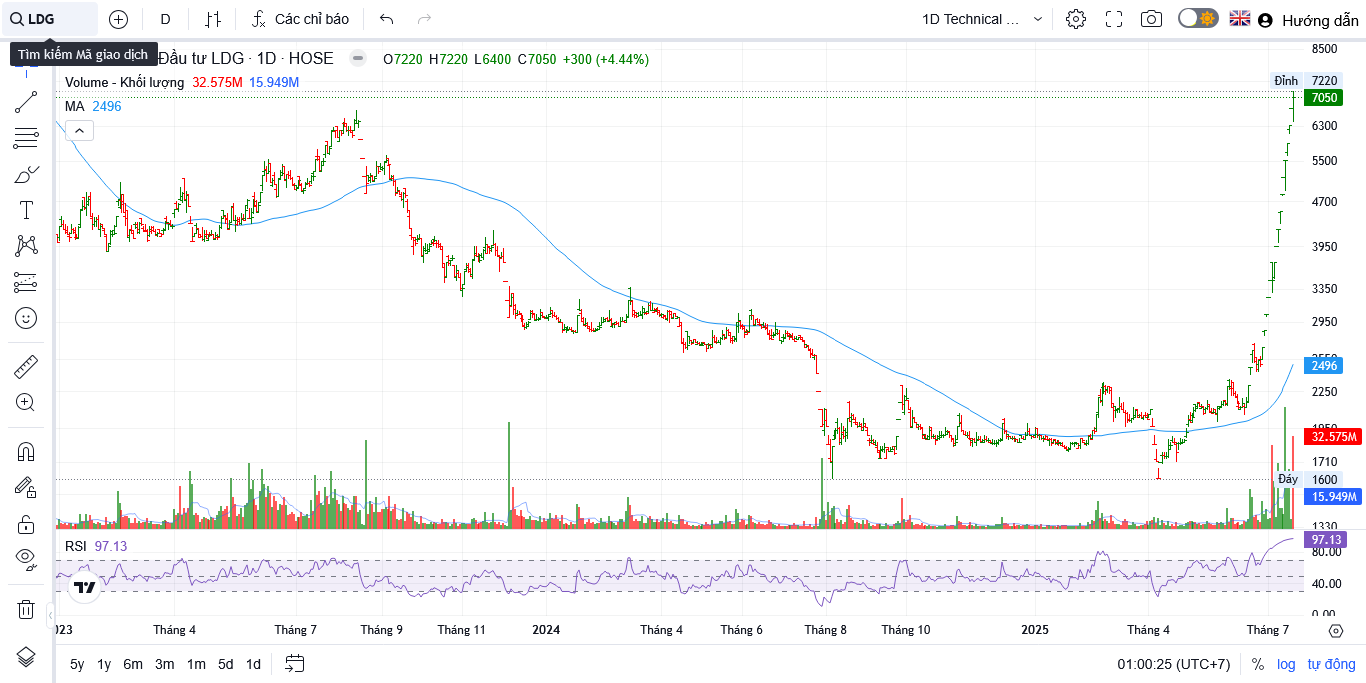 LDG
D
Các chỉ báo
1D Technical ...
Hướng dẫn
Tìm kiếm Mã giao dịch
Đầu tư LDG · 1D · HOSE
O7220 H7220 L6400 C7050 +300 (+4.44%)
Volume - Khối lượng 32.575M 15.949M
MA 2496
8500
Đỉnh 7220
7050
6300
5500
4700
3950
3350
2950
2550
2496
2250
1950
32.575M
1710
Đáy 1600
15.949M
1330
RSI 97.13
97.13
80.00
40.00
0.00
023 Tháng 4 Tháng 7 Tháng 9 Tháng 11 2024 Tháng 4 Tháng 6 Tháng 8 Tháng 10 2025 Tháng 4 Tháng 7
5y 1y 6m 3m 1m 5d 1d
01:00:25 (UTC+7) % log tự động